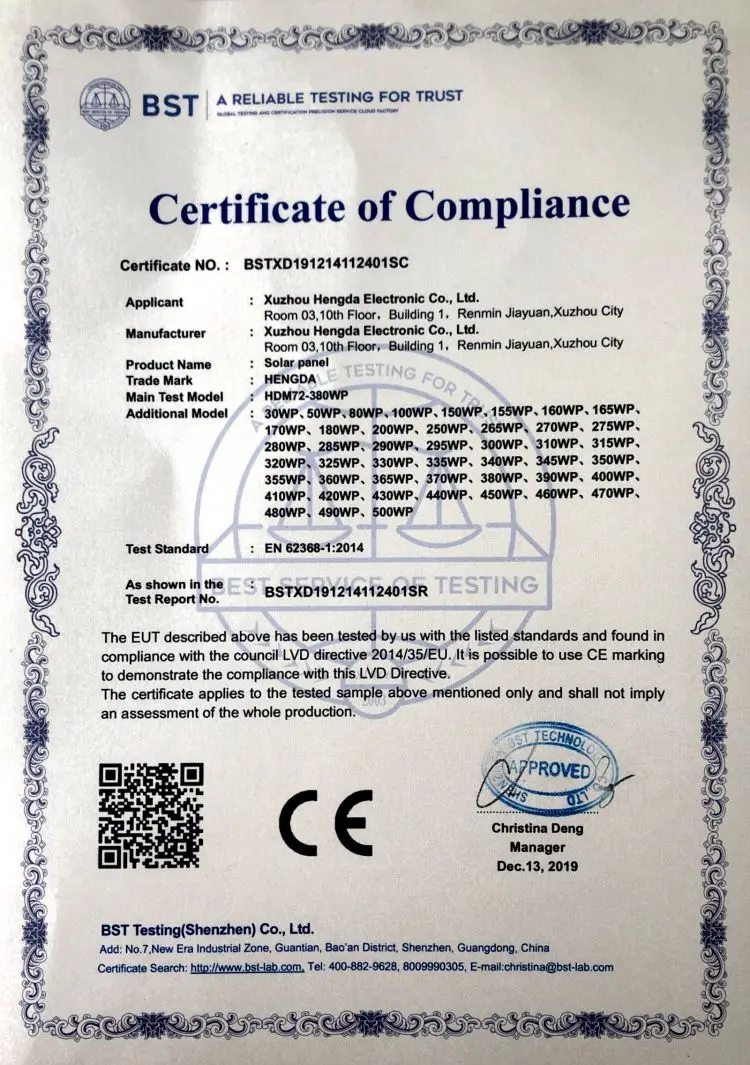 BST
A RELIABLE TESTING FOR TRUST
GLOBAL TESTING AND CERTIFICATION PRECISION SERVICE CLOUD FACTORY
Certificate of Compliance
Certificate NO. : BSTXD191214112401SC
Applicant : Xuzhou Hengda Electronic Co., Ltd.
Room 03,10th Floor, Building 1, Renmin Jiayuan,Xuzhou City
Manufacturer : Xuzhou Hengda Electronic Co., Ltd.
Room 03,10th Floor, Building 1, Renmin Jiayuan,Xuzhou City
Product Name : Solar panel
Trade Mark : HENGDA
Main Test Model : HDM72-380WP
Additional Model : 30WP、50WP、80WP、100WP、150WP、155WP、160WP、165WP、
170WP、180WP、200WP、250WP、265WP、270WP、275WP、
280WP、285WP、290WP、295WP、300WP、310WP、315WP、
320WP、325WP、330WP、335WP、340WP、345WP、350WP、
355WP、360WP、365WP、370WP、380WP、390WP、400WP、
410WP、420WP、430WP、440WP、450WP、460WP、470WP、
480WP、490WP、500WP
Test Standard : EN 62368-1:2014
As shown in the
Test Report No. : BSTXD191214112401SR
BEST SERVICE OF TESTING
The EUT described above has been tested by us with the listed standards and found in
compliance with the council LVD directive 2014/35/EU. It is possible to use CE marking
to demonstrate the compliance with this LVD Directive.
The certificate applies to the tested sample above mentioned only and shall not imply
an assessment of the whole production.
2003
CE
APPROVED
Christina Deng
Manager
Dec.13, 2019
BST Testing(Shenzhen) Co., Ltd.
Add: No.7,New Era Industrial Zone, Guantian, Bao'an District, Shenzhen, Guangdong, China
Certificate Search: http://www.bst-lab.com, Tel: 400-882-9628, 8009990305, E-mail:christina@bst-lab.com